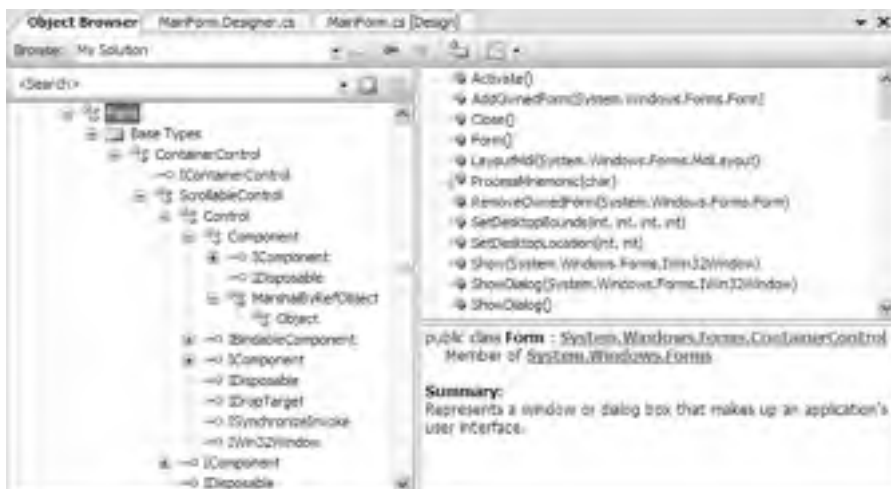 Object Browser MainForm.Designer.cs MainForm.cs [Design]
Browse: My Solution
<Search>
Form
Base Types
ContainerControl
IContainerControl
ScrollableControl
Control
Component
IComponent
IDisposable
MarshalByRefObject
Object
IBindableComponent
IComponent
IDisposable
IDropTarget
ISynchronizeInvoke
IWin32Window
IComponent
IDisposable
Activate()
AddOwnedForm(System.Windows.Forms.Form)
Close()
Form()
LayoutMdi(System.Windows.Forms.MdiLayout)
ProcessMnemonic(char)
RemoveOwnedForm(System.Windows.Forms.Form)
SetDesktopBounds(int, int, int, int)
SetDesktopLocation(int, int)
Show(System.Windows.Forms.IWin32Window)
ShowDialog(System.Windows.Forms.IWin32Window)
ShowDialog()
public class Form : System.Windows.Forms.ContainerControl
Member of System.Windows.Forms
Summary:
Represents a window or dialog box that makes up an application's
user interface.